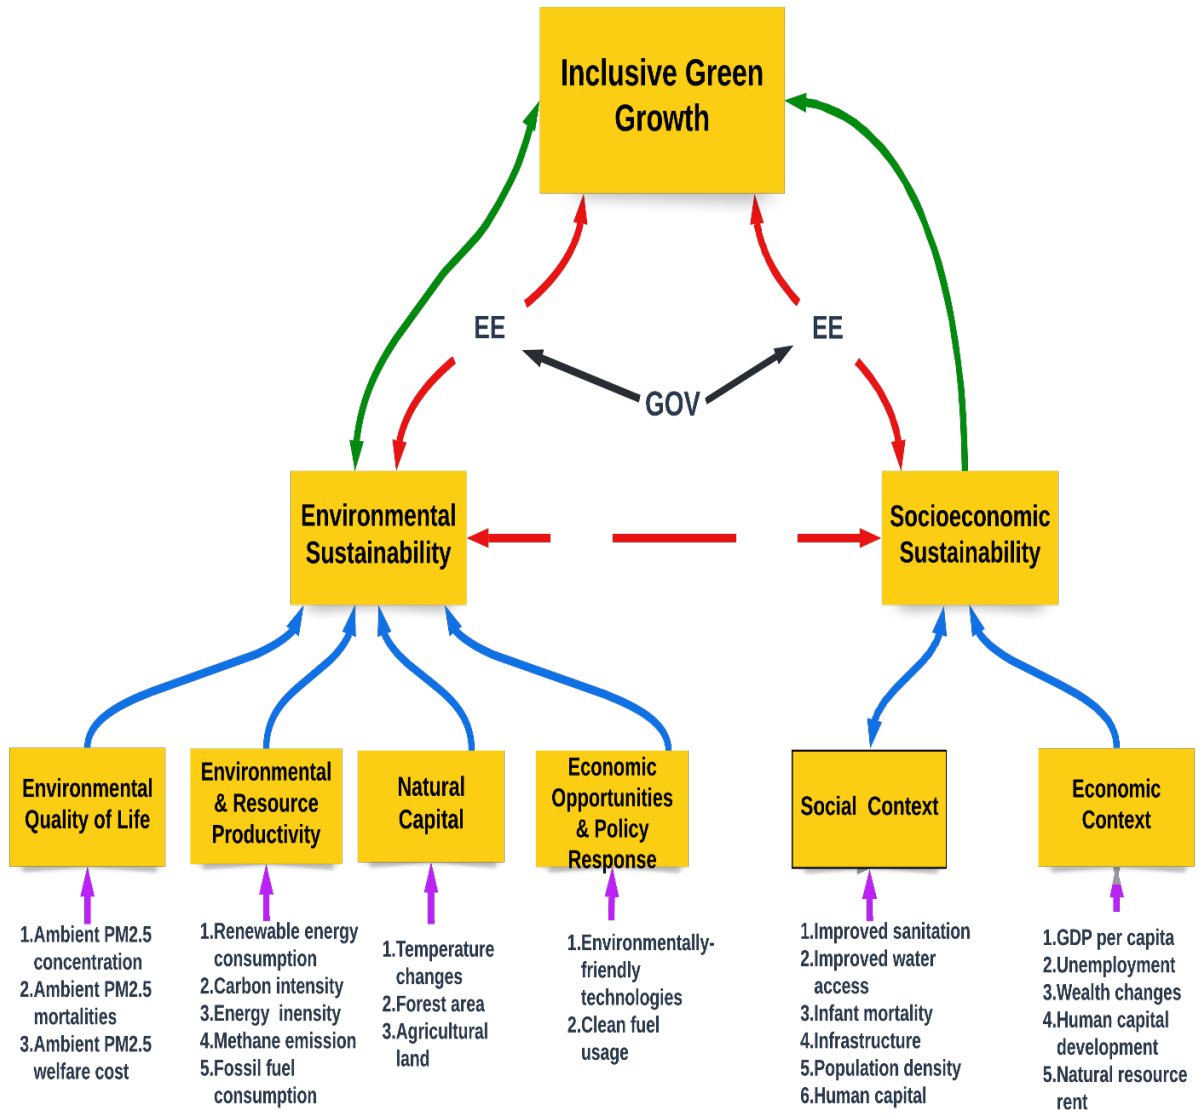 Inclusive Green
Growth
EE
EE
GOV
Environmental
Sustainability
Socioeconomic
Sustainability
Environmental
Quality of Life
Environmental
& Resource
Productivity
Natural
Capital
Economic
Opportunities
& Policy
Response
Social Context
Economic
Context
1.Ambient PM2.5
concentration
2.Ambient PM2.5
mortalities
3.Ambient PM2.5
welfare cost
1.Renewable energy
consumption
2.Carbon intensity
3.Energy inensity
4.Methane emission
5.Fossil fuel
consumption
1.Temperature
changes
2.Forest area
3.Agricultural
land
1.Environmentally-
friendly
technologies
2.Clean fuel
usage
1.Improved sanitation
2.Improved water
access
3.Infant mortality
4.Infrastructure
5.Population density
6.Human capital
1.GDP per capita
2.Unemployment
3.Wealth changes
4.Human capital
development
5.Natural resource
rent